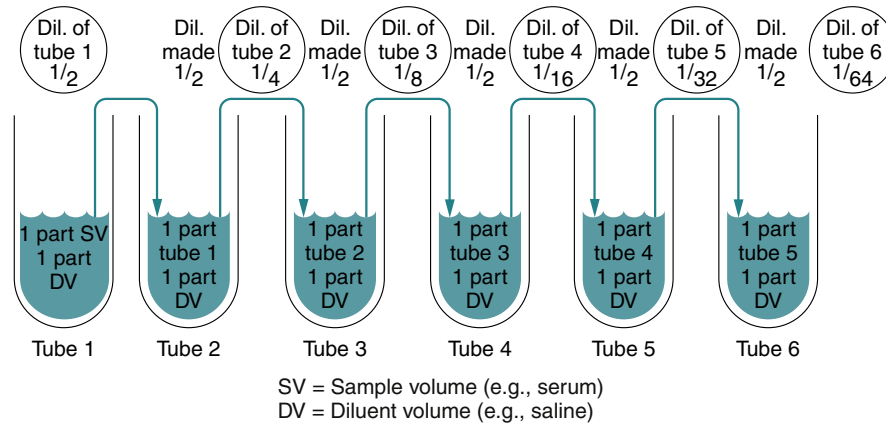 Dil. of
tube 1
1/2
Dil.
made
1/2
Dil. of
tube 2
1/4
Dil.
made
1/2
Dil. of
tube 3
1/8
Dil.
made
1/2
Dil. of
tube 4
1/16
Dil.
made
1/2
Dil. of
tube 5
1/32
Dil.
made
1/2
Dil. of
tube 6
1/64
1 part SV
1 part
DV
1 part
tube 1
1 part
DV
1 part
tube 2
1 part
DV
1 part
tube 3
1 part
DV
1 part
tube 4
1 part
DV
1 part
tube 5
1 part
DV
Tube 1
Tube 2
Tube 3
Tube 4
Tube 5
Tube 6
SV = Sample volume (e.g., serum)
DV = Diluent volume (e.g., saline)